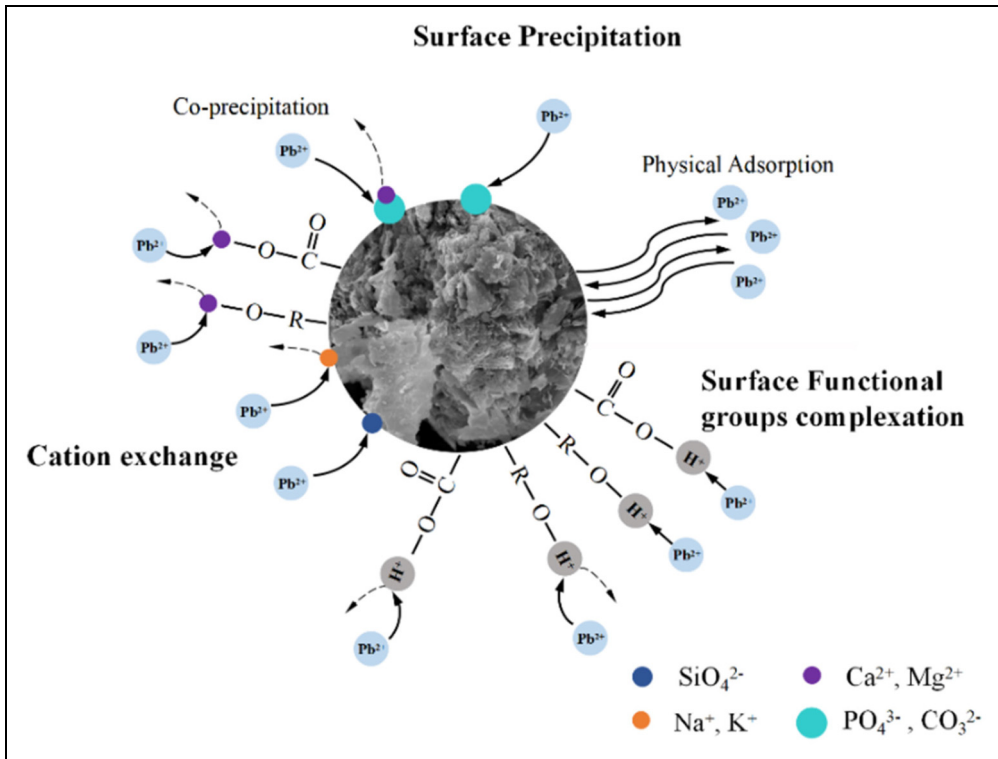 Surface Precipitation
Co-precipitation
Pb²⁺
Pb²⁺
Physical Adsorption
Pb²⁺
Pb²⁺
Pb²⁺
Pb²⁺
O
O
C
Pb²⁺
O
R
Pb²⁺
Surface Functional
groups complexation
O
C
O
H⁺
Pb²⁺
R
O
H⁺
Pb²⁺
Cation exchange
Pb²⁺
O
C
O
H⁺
Pb²⁺
R
O
H⁺
Pb²⁺
SiO₄²⁻
Ca²⁺, Mg²⁺
Na⁺, K⁺
PO₄³⁻ , CO₃²⁻